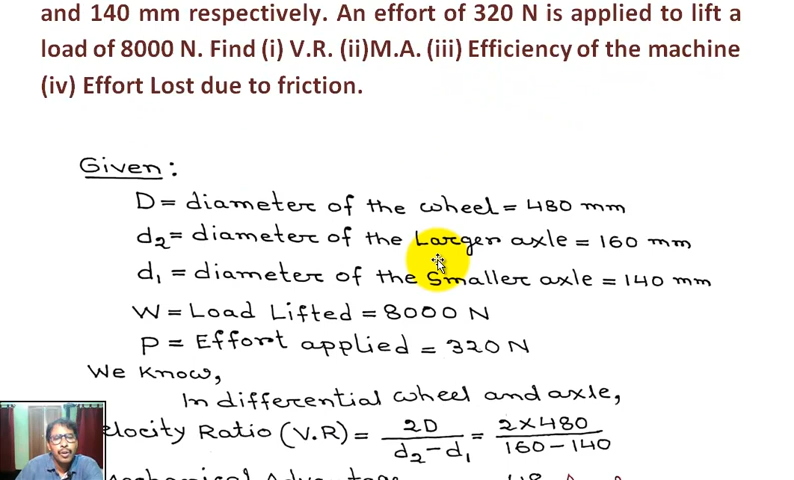 and 140 mm respectively. An effort of 320 N is applied to lift a
load of 8000 N. Find (i) V.R. (ii)M.A. (iii) Efficiency of the machine
(iv) Effort Lost due to friction.
Given:
D = diameter of the wheel = 480 mm
d₂ = diameter of the Larger axle = 160 mm
d₁ = diameter of the Smaller axle = 140 mm
W = Load Lifted = 8000 N
P = Effort applied = 320 N
We Know,
In differential wheel and axle,
elocity Ratio (V.R) = 2D / (d₂ - d₁) = 2×480 / (160-140)